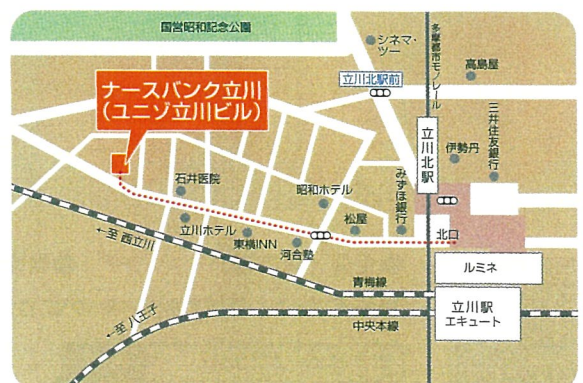 国営昭和記念公園
シネマ・
ツー
多摩都市モノレール
高島屋
立川北駅前
ナースバンク立川
(ユニゾ立川ビル)
立川北駅
三井住友銀行
伊勢丹
石井医院
昭和ホテル
みずほ銀行
松屋
立川ホテル
東横INN
河合塾
北口
←至 西立川
ルミネ
青梅線
立川駅
エキュート
中央本線
←至 八王子